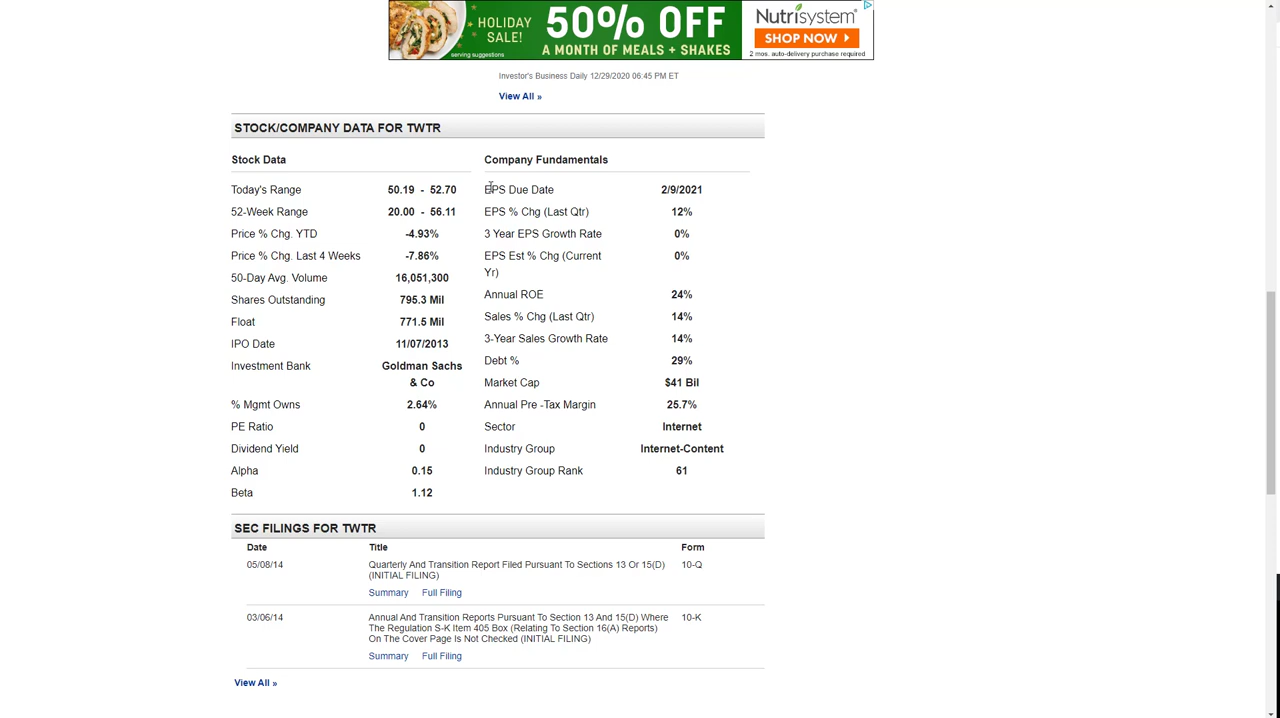 HOLIDAY
SALE!
50% OFF
A MONTH OF MEALS + SHAKES
serving suggestions
Nutrisystem®
SHOP NOW
2 mos. auto-delivery purchase required
Investor's Business Daily 12/29/2020 06:45 PM ET
View All »
STOCK/COMPANY DATA FOR TWTR
Stock Data
Today's Range 50.19 - 52.70
52-Week Range 20.00 - 56.11
Price % Chg. YTD -4.93%
Price % Chg. Last 4 Weeks -7.86%
50-Day Avg. Volume 16,051,300
Shares Outstanding 795.3 Mil
Float 771.5 Mil
IPO Date 11/07/2013
Investment Bank Goldman Sachs
& Co
% Mgmt Owns 2.64%
PE Ratio 0
Dividend Yield 0
Alpha 0.15
Beta 1.12
Company Fundamentals
EPS Due Date 2/9/2021
EPS % Chg (Last Qtr) 12%
3 Year EPS Growth Rate 0%
EPS Est % Chg (Current 0%
Yr)
Annual ROE 24%
Sales % Chg (Last Qtr) 14%
3-Year Sales Growth Rate 14%
Debt % 29%
Market Cap $41 Bil
Annual Pre -Tax Margin 25.7%
Sector Internet
Industry Group Internet-Content
Industry Group Rank 61
SEC FILINGS FOR TWTR
Date Title Form
05/08/14 Quarterly And Transition Report Filed Pursuant To Sections 13 Or 15(D) 10-Q
(INITIAL FILING)
Summary Full Filing
03/06/14 Annual And Transition Reports Pursuant To Section 13 And 15(D) Where 10-K
The Regulation S-K Item 405 Box (Relating To Section 16(A) Reports)
On The Cover Page Is Not Checked (INITIAL FILING)
Summary Full Filing
View All »